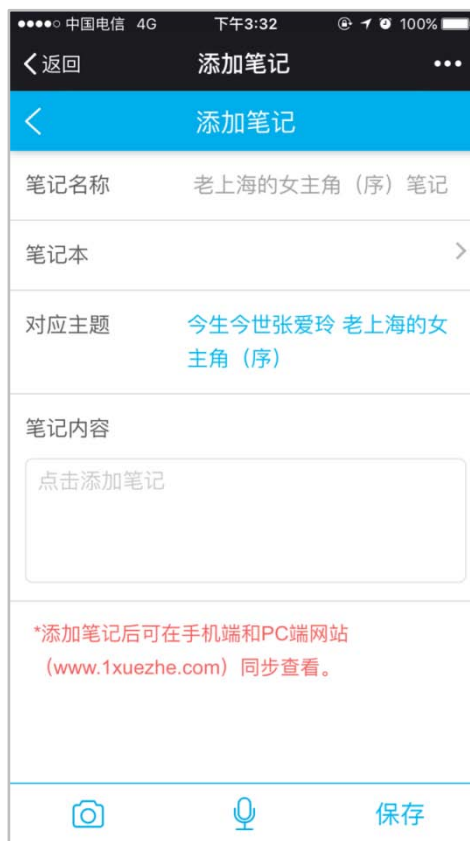 中国电信 4G 下午3:32 100%
返回 添加笔记
添加笔记
笔记名称 老上海的女主角（序）笔记
笔记本
对应主题 今生今世张爱玲 老上海的女
主角（序）
笔记内容
点击添加笔记
*添加笔记后可在手机端和PC端网站
（www.1xuezhe.com）同步查看。
保存